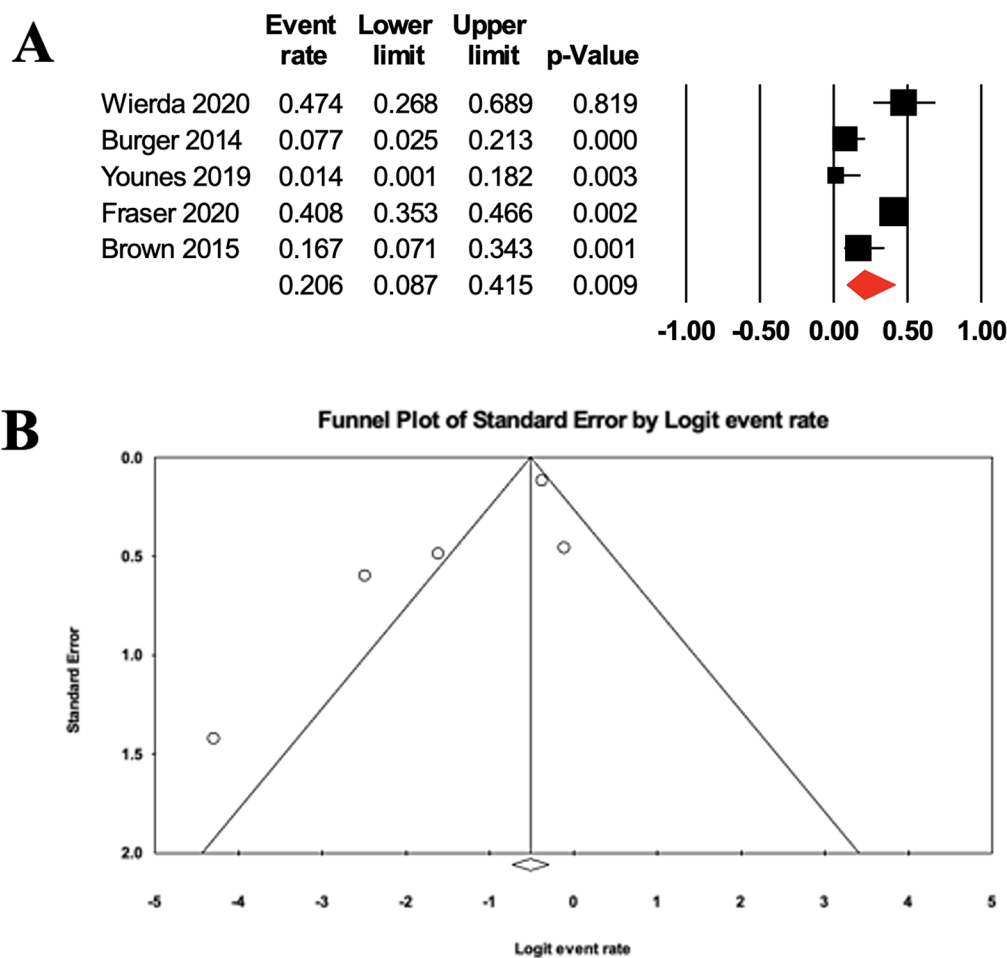 A
Event rate Lower limit Upper limit p-Value
Wierda 2020 0.474 0.268 0.689 0.819
Burger 2014 0.077 0.025 0.213 0.000
Younes 2019 0.014 0.001 0.182 0.003
Fraser 2020 0.408 0.353 0.466 0.002
Brown 2015 0.167 0.071 0.343 0.001
0.206 0.087 0.415 0.009
-1.00 -0.50 0.00 0.50 1.00
B
Funnel Plot of Standard Error by Logit event rate
0.0
0.5
1.0
1.5
2.0
Standard Error
-5 -4 -3 -2 -1 0 1 2 3 4 5
Logit event rate